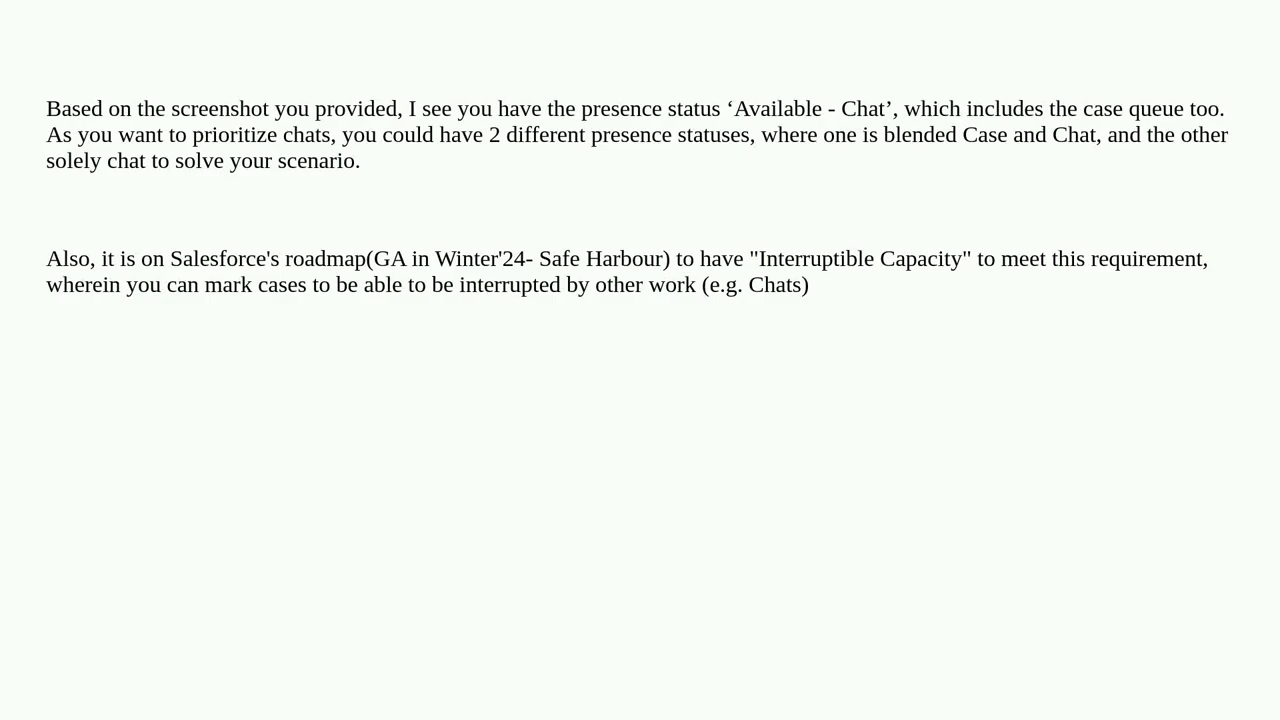 Based on the screenshot you provided, I see you have the presence status ‘Available - Chat’, which includes the case queue too.
As you want to prioritize chats, you could have 2 different presence statuses, where one is blended Case and Chat, and the other
solely chat to solve your scenario.
Also, it is on Salesforce's roadmap(GA in Winter'24- Safe Harbour) to have "Interruptible Capacity" to meet this requirement,
wherein you can mark cases to be able to be interrupted by other work (e.g. Chats)